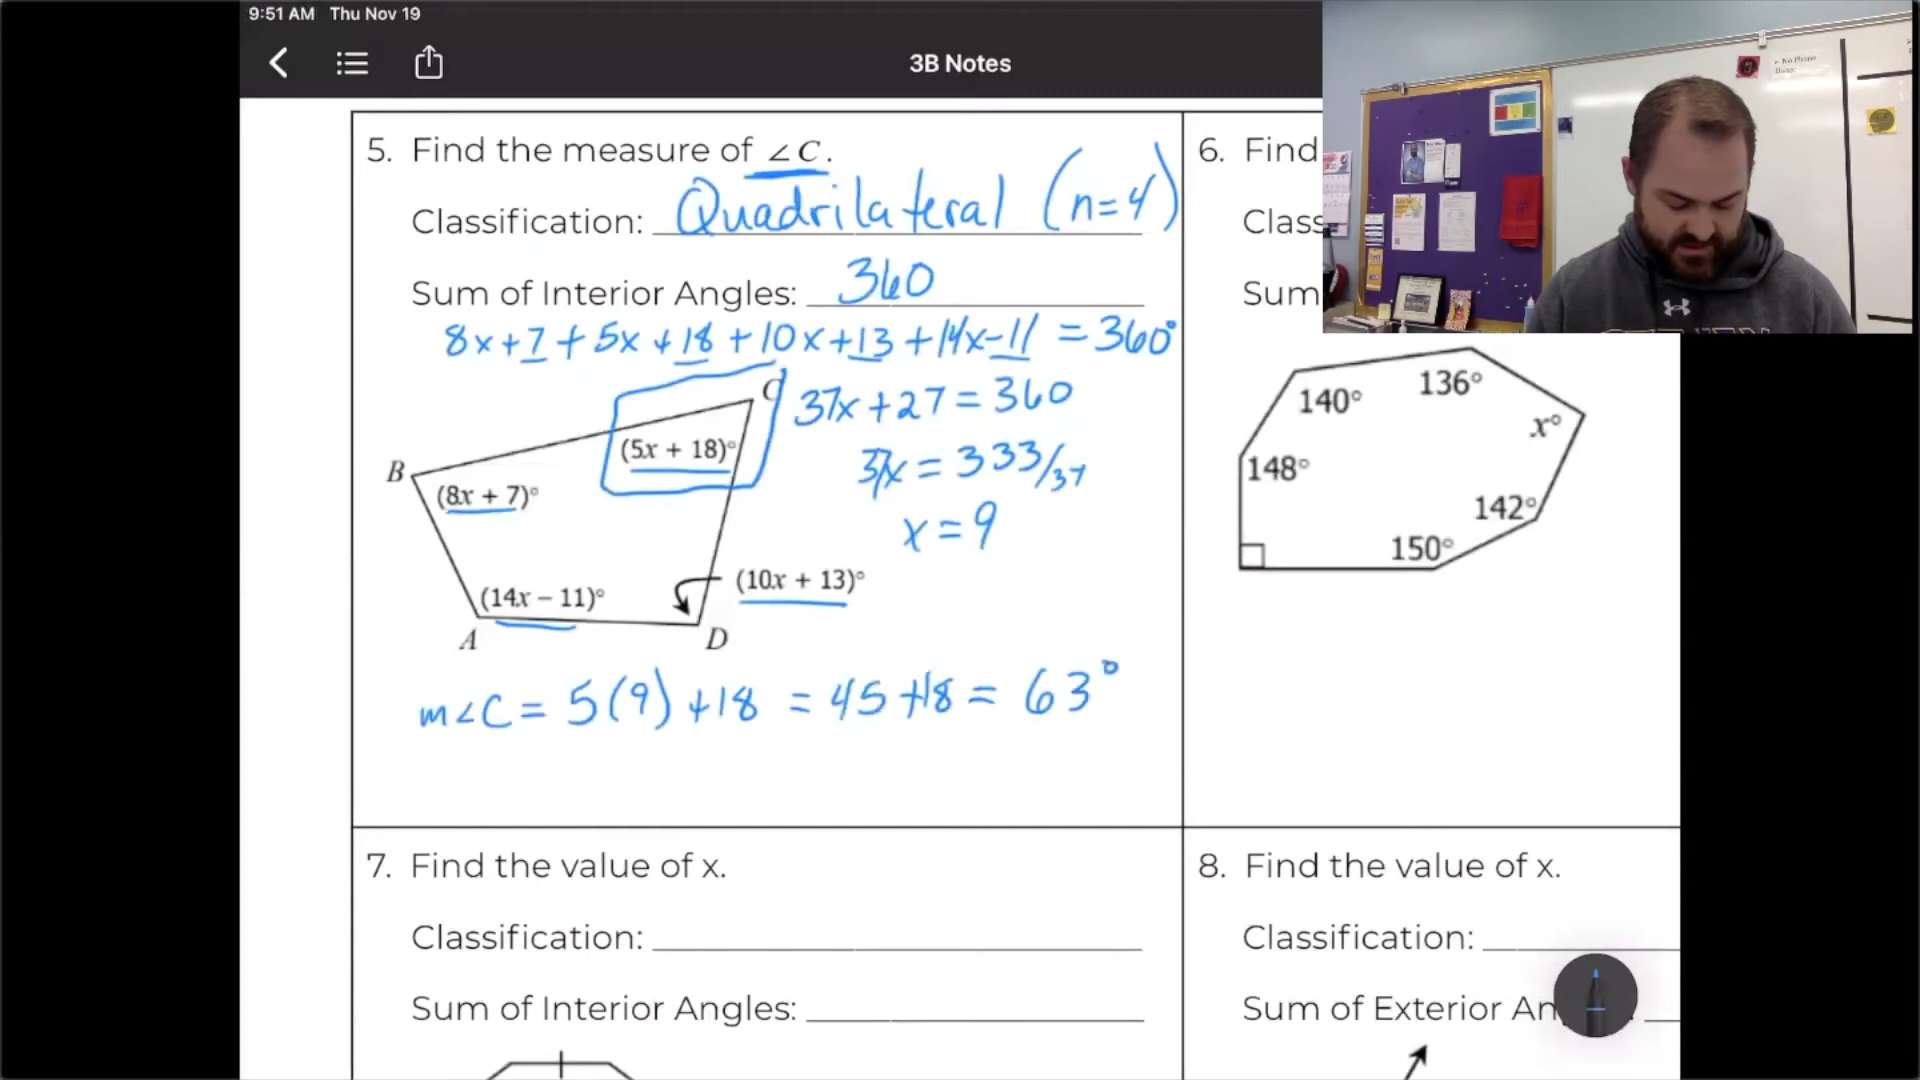 9:51 AM Thu Nov 19
3B Notes
No Phone
5. Find the measure of ∠C.
Classification: Quadrilateral (n=4)
Sum of Interior Angles: 360
8x+7+5x+18+10x+13+14x-11=360°
37x+27=360
37x=333/37
x=9
C
(5x + 18)°
B
(8x + 7)°
(10x + 13)°
(14x – 11)°
A
D
m∠C=5(9)+18=45+18=63°
6. Find
Class
Sum
140°
136°
x°
148°
142°
150°
7. Find the value of x.
Classification:
Sum of Interior Angles:
8. Find the value of x.
Classification:
Sum of Exterior An